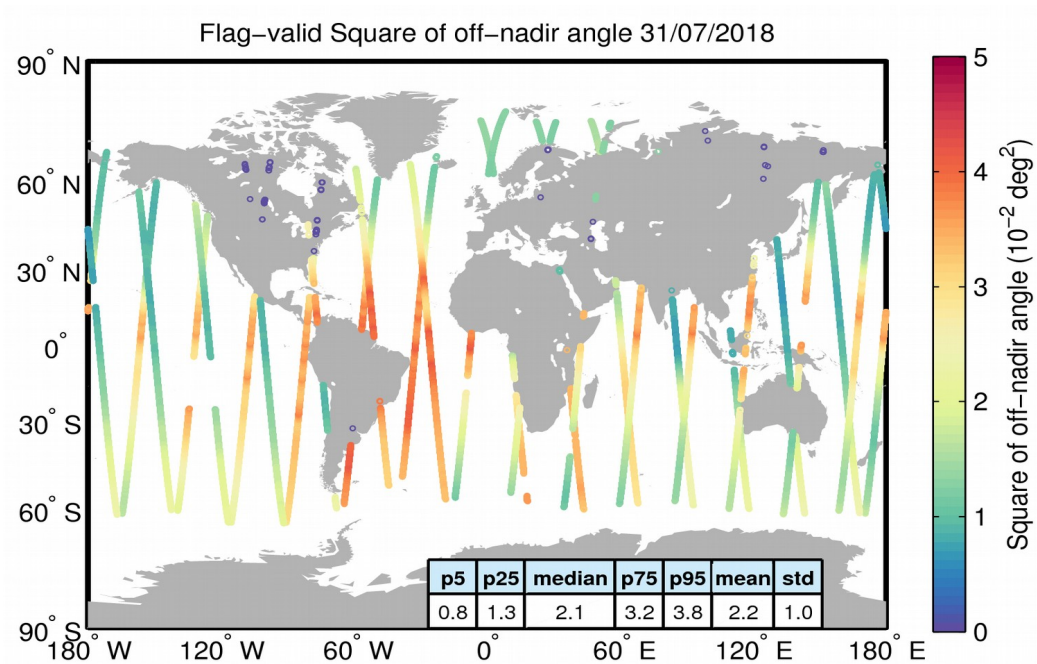 Flag−valid Square of off−nadir angle 31/07/2018
90° N
60° N
30° N
0°
30° S
60° S
90° S
180° W
120° W
60° W
0°
60° E
120° E
180° E
5
4
3
2
1
0
Square of off−nadir angle (10⁻² deg²)
p5 p25 median p75 p95 mean std
0.8 1.3 2.1 3.2 3.8 2.2 1.0